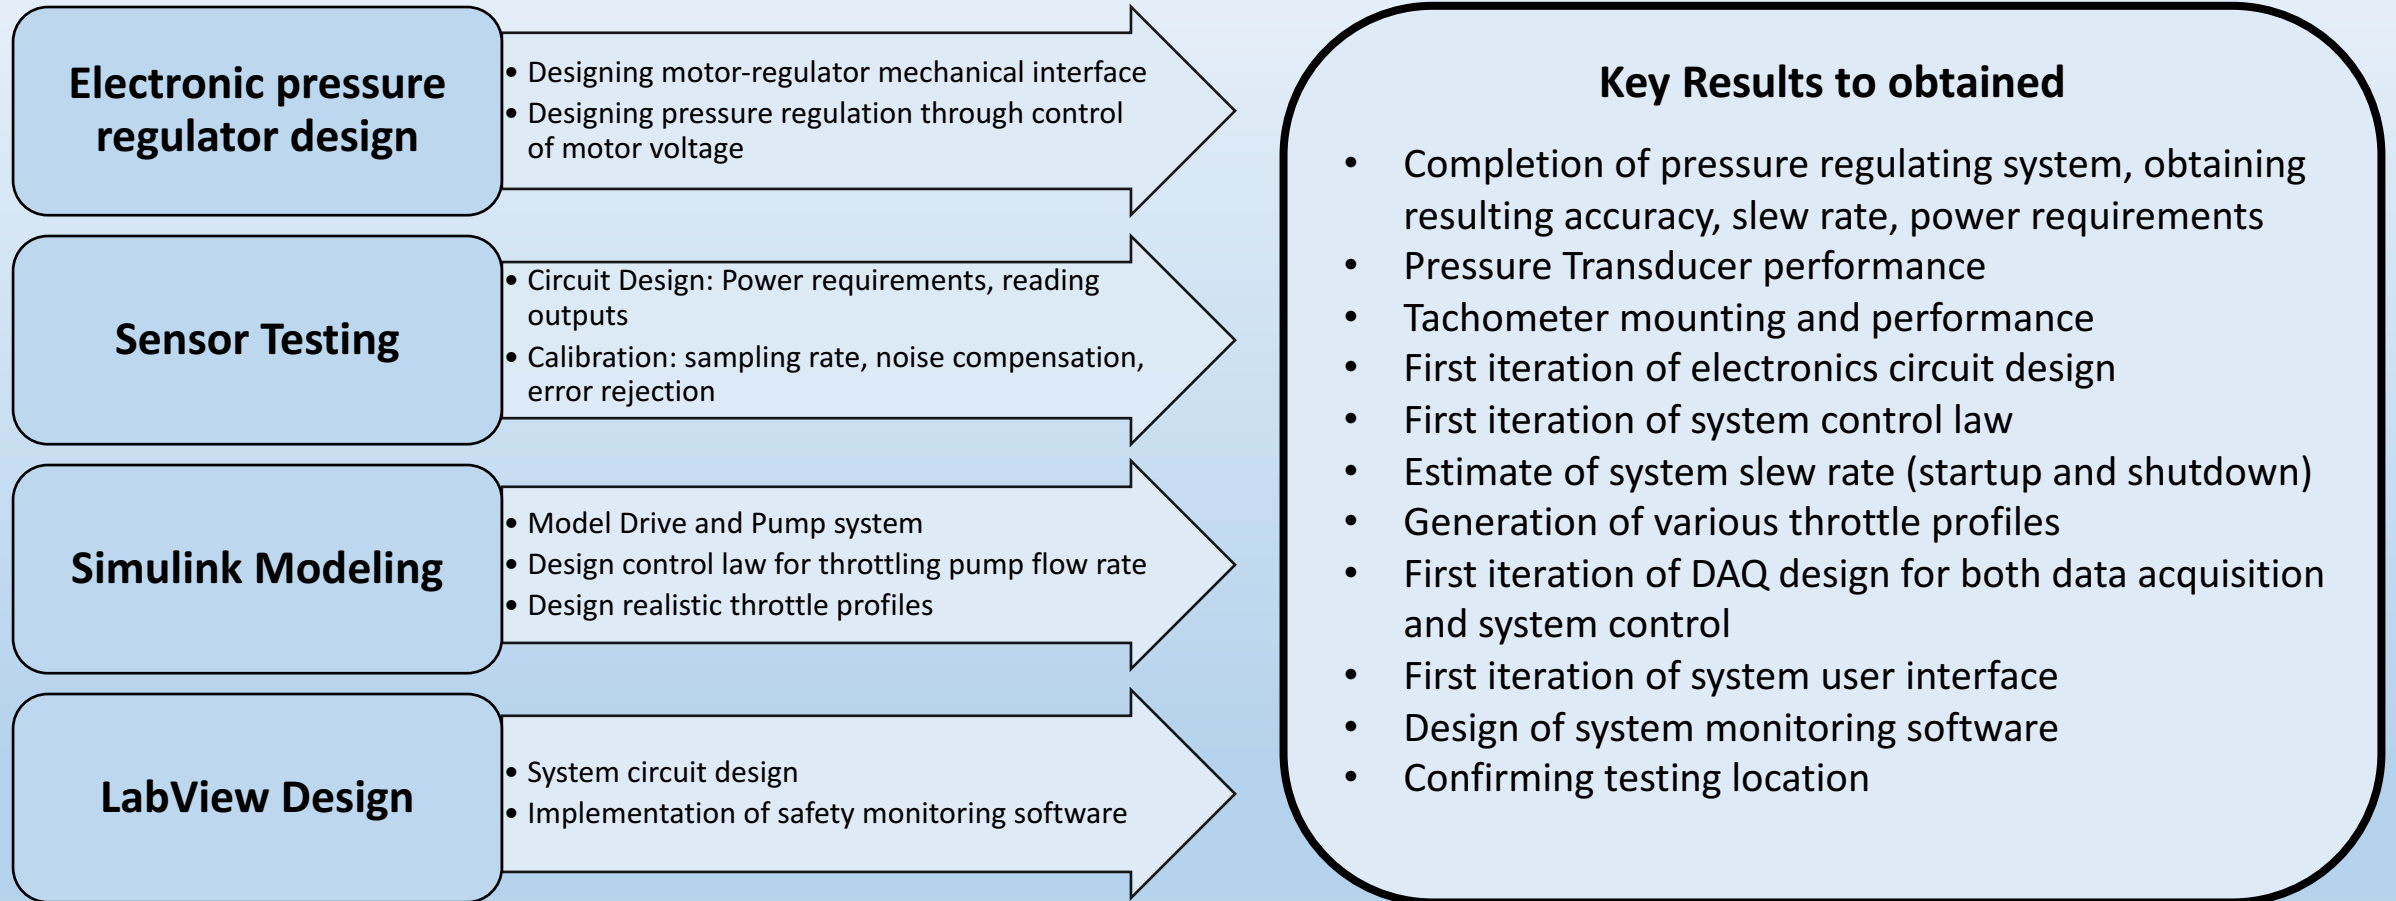 Electronic pressure
regulator design
• Designing motor-regulator mechanical interface
• Designing pressure regulation through control
of motor voltage
Sensor Testing
• Circuit Design: Power requirements, reading
outputs
• Calibration: sampling rate, noise compensation,
error rejection
Simulink Modeling
• Model Drive and Pump system
• Design control law for throttling pump flow rate
• Design realistic throttle profiles
LabView Design
• System circuit design
• Implementation of safety monitoring software
Key Results to obtained
• Completion of pressure regulating system, obtaining
resulting accuracy, slew rate, power requirements
• Pressure Transducer performance
• Tachometer mounting and performance
• First iteration of electronics circuit design
• First iteration of system control law
• Estimate of system slew rate (startup and shutdown)
• Generation of various throttle profiles
• First iteration of DAQ design for both data acquisition
and system control
• First iteration of system user interface
• Design of system monitoring software
• Confirming testing location